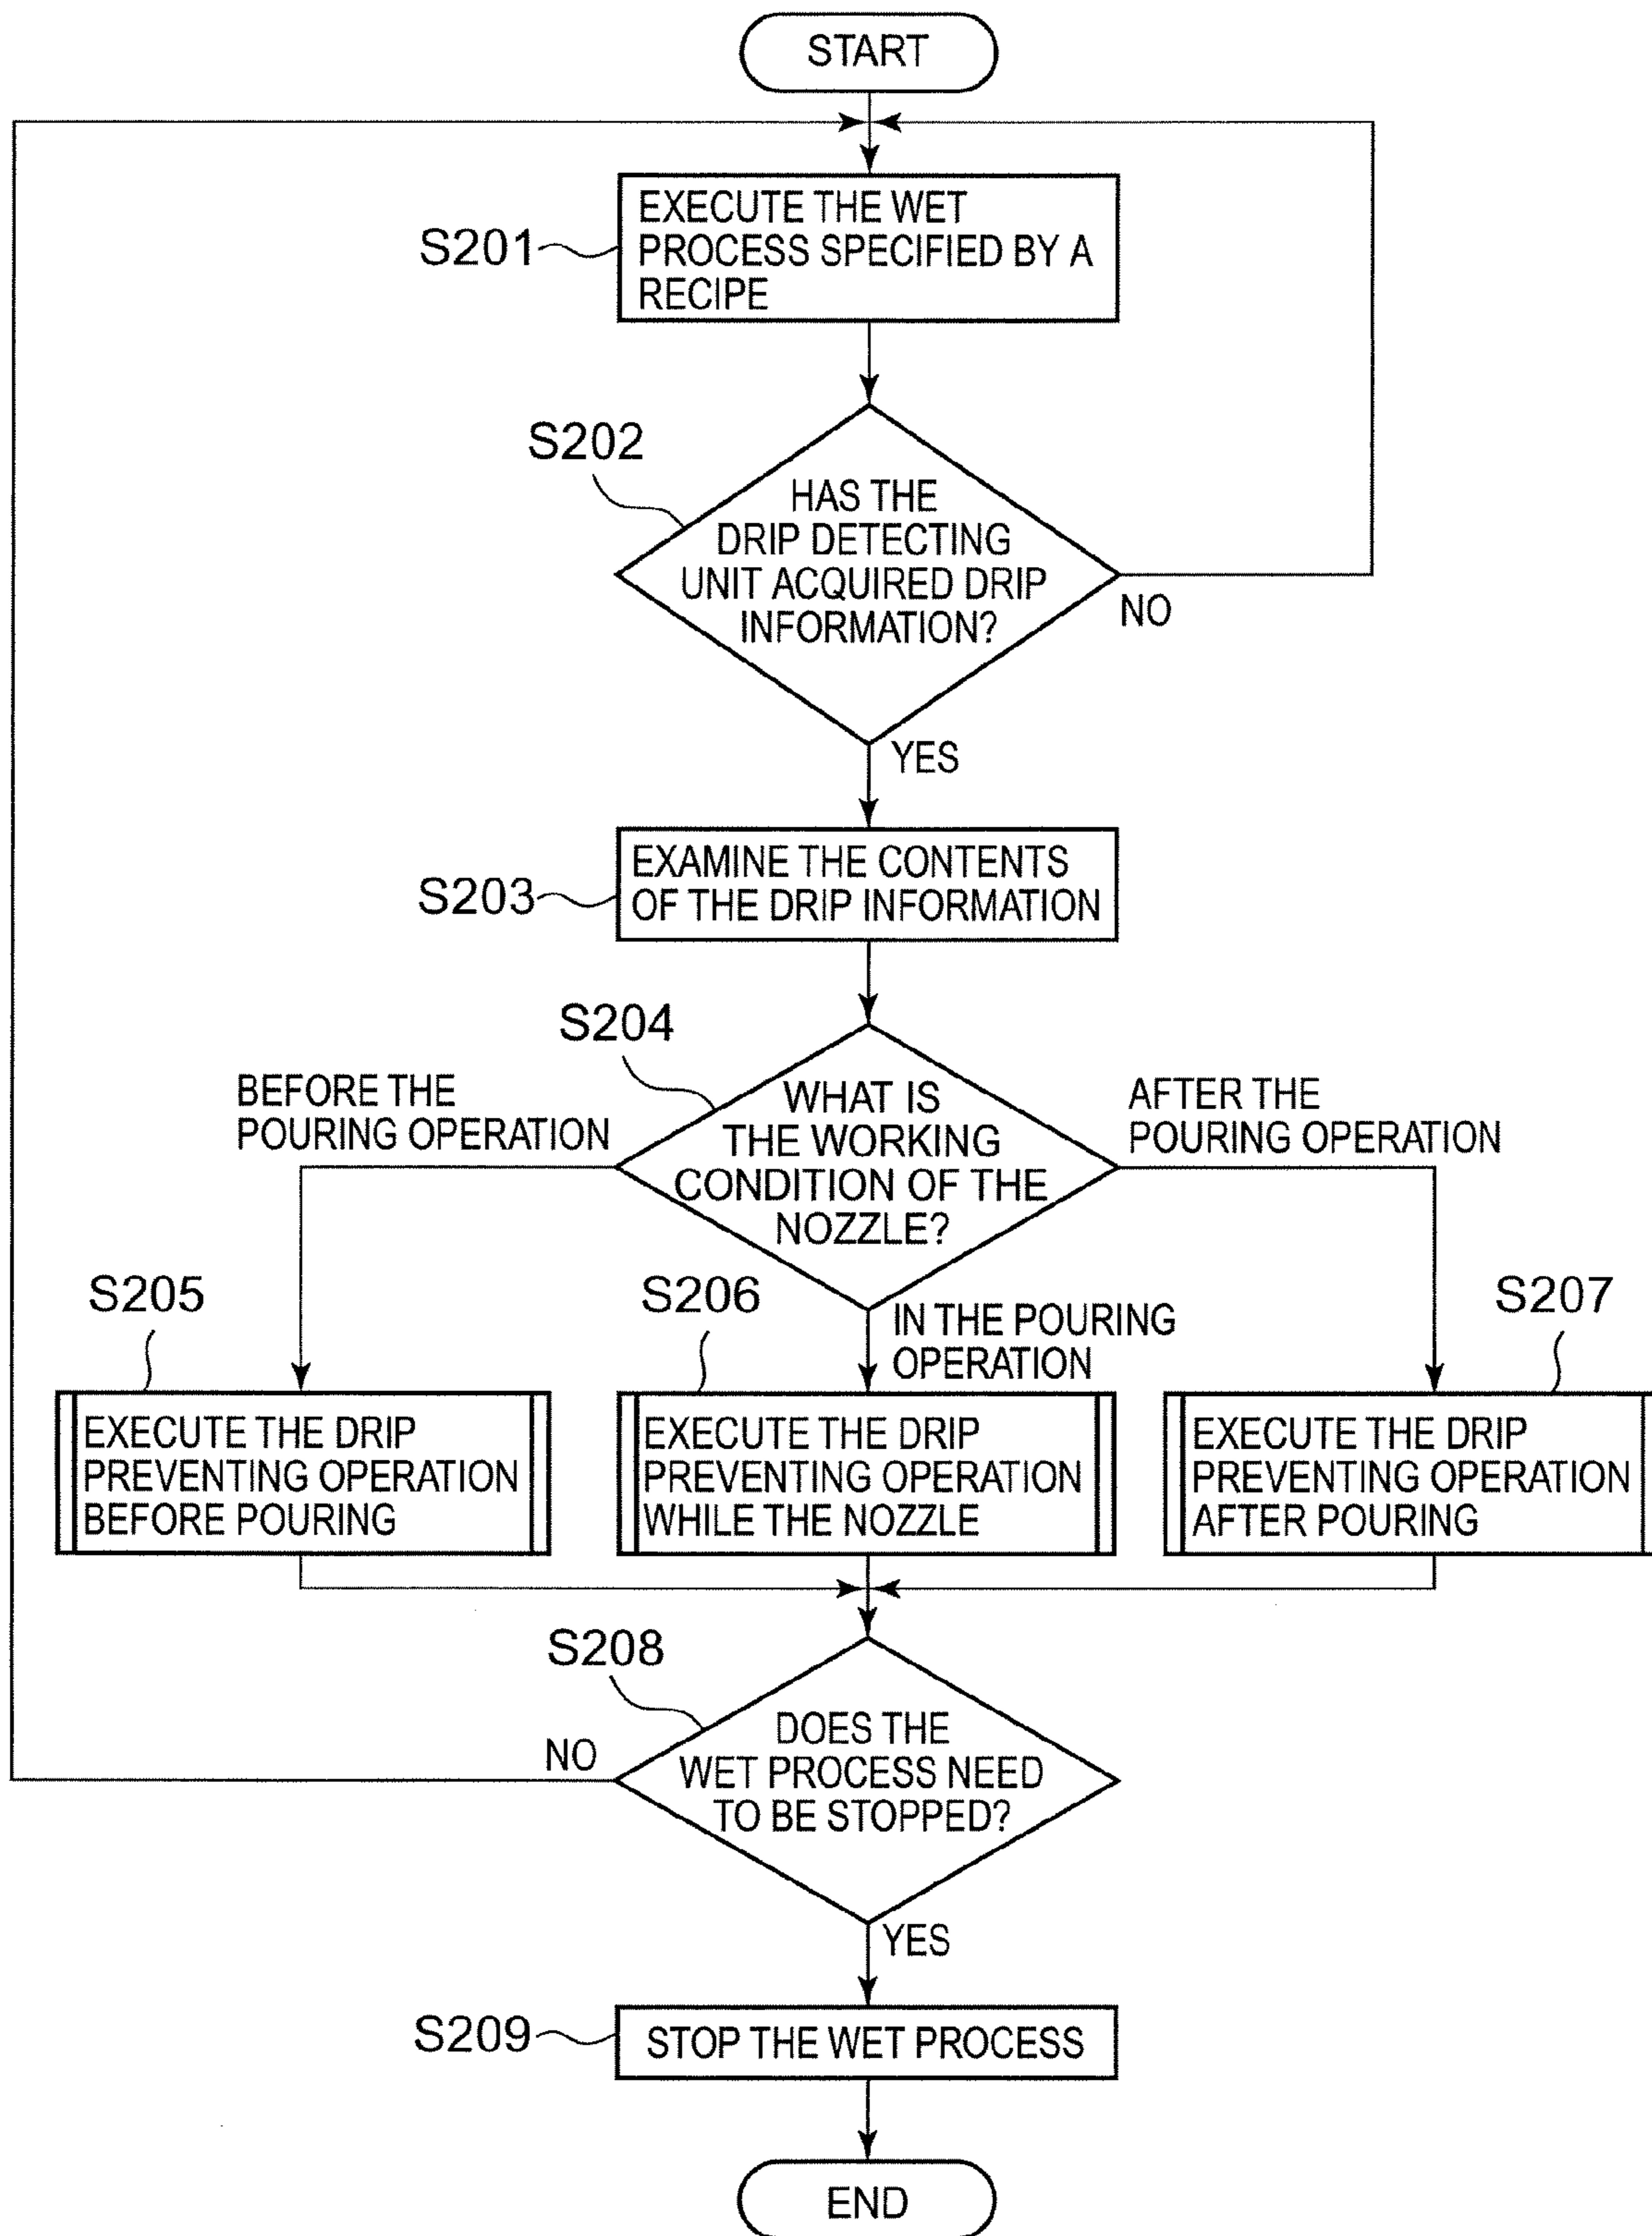 START
S201
EXECUTE THE WET
PROCESS SPECIFIED BY A
RECIPE
S202
HAS THE
DRIP DETECTING
UNIT ACQUIRED DRIP
INFORMATION?
NO
YES
S203
EXAMINE THE CONTENTS
OF THE DRIP INFORMATION
S204
WHAT IS
THE WORKING
CONDITION OF THE
NOZZLE?
BEFORE THE
POURING OPERATION
AFTER THE
POURING OPERATION
IN THE POURING
OPERATION
S205
EXECUTE THE DRIP
PREVENTING OPERATION
BEFORE POURING
S206
EXECUTE THE DRIP
PREVENTING OPERATION
WHILE THE NOZZLE
S207
EXECUTE THE DRIP
PREVENTING OPERATION
AFTER POURING
S208
DOES THE
WET PROCESS NEED
TO BE STOPPED?
NO
YES
S209
STOP THE WET PROCESS
END